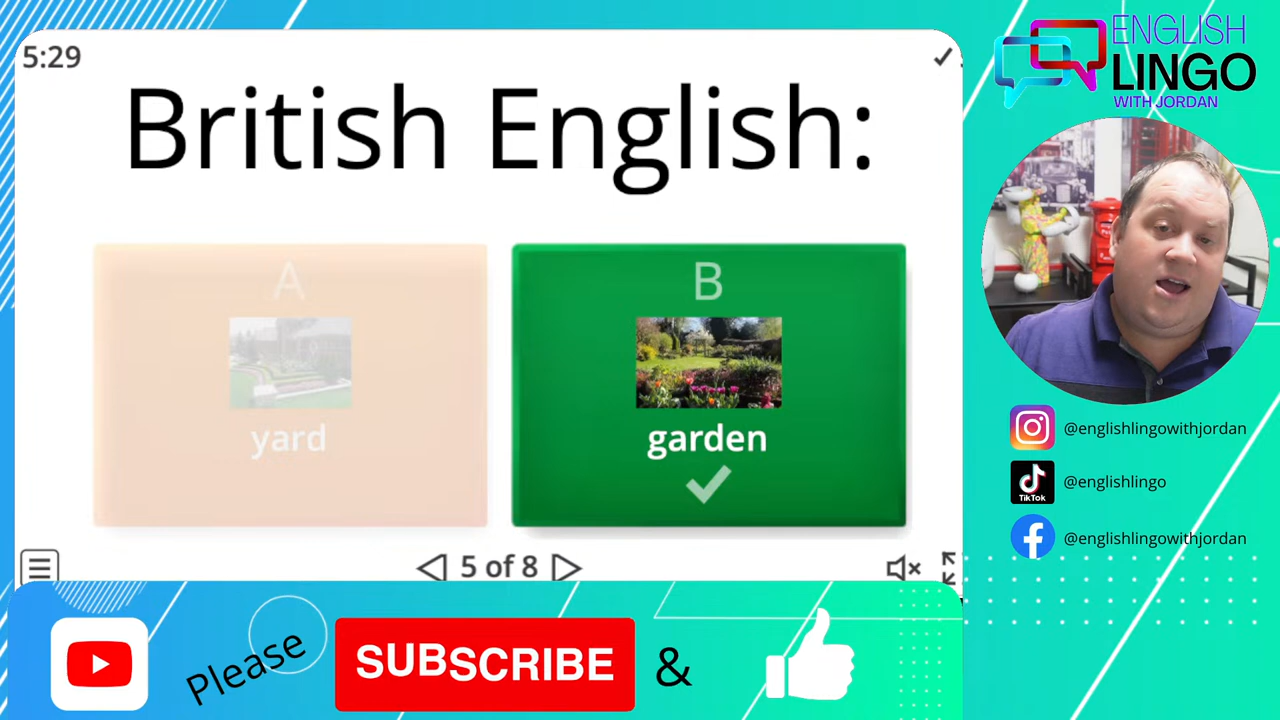 5:29
British English:
A
yard
B
garden
5 of 8
Please
SUBSCRIBE
&
ENGLISH
LINGO
WITH JORDAN
@englishlingowithjordan
TikTok
@englishlingo
@englishlingowithjordan